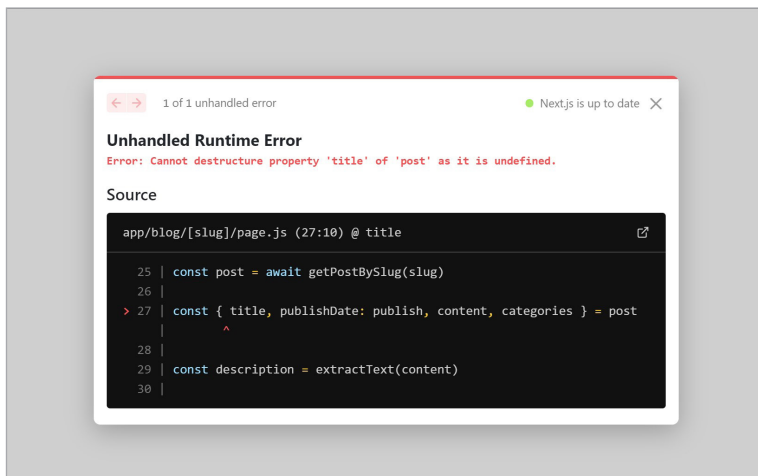 ← → 1 of 1 unhandled error Next.js is up to date
Unhandled Runtime Error
Error: Cannot destructure property 'title' of 'post' as it is undefined.
Source
app/blog/[slug]/page.js (27:10) @ title
25 | const post = await getPostBySlug(slug)
26 |
> 27 | const { title, publishDate: publish, content, categories } = post
| ^
28 |
29 | const description = extractText(content)
30 |